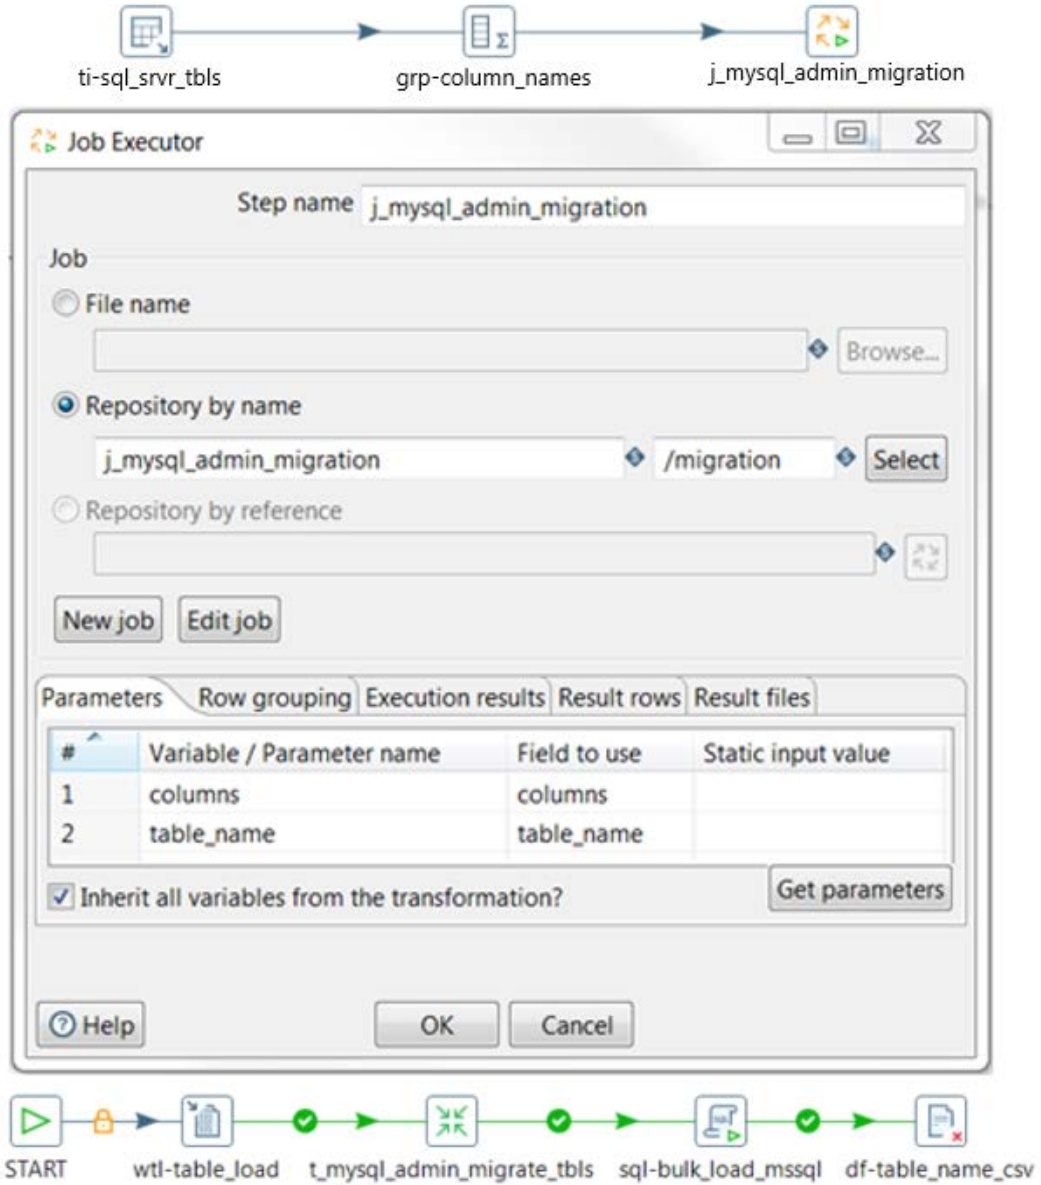 ti-sql_srvr_tbls grp-column_names j_mysql_admin_migration
Job Executor
Step name j_mysql_admin_migration
Job
File name
Browse...
Repository by name
j_mysql_admin_migration /migration Select
Repository by reference
New job Edit job
Parameters Row grouping Execution results Result rows Result files
# Variable / Parameter name Field to use Static input value
1 columns columns
2 table_name table_name
Inherit all variables from the transformation? Get parameters
Help OK Cancel
START wtl-table_load t_mysql_admin_migrate_tbls sql-bulk_load_mssql df-table_name_csv